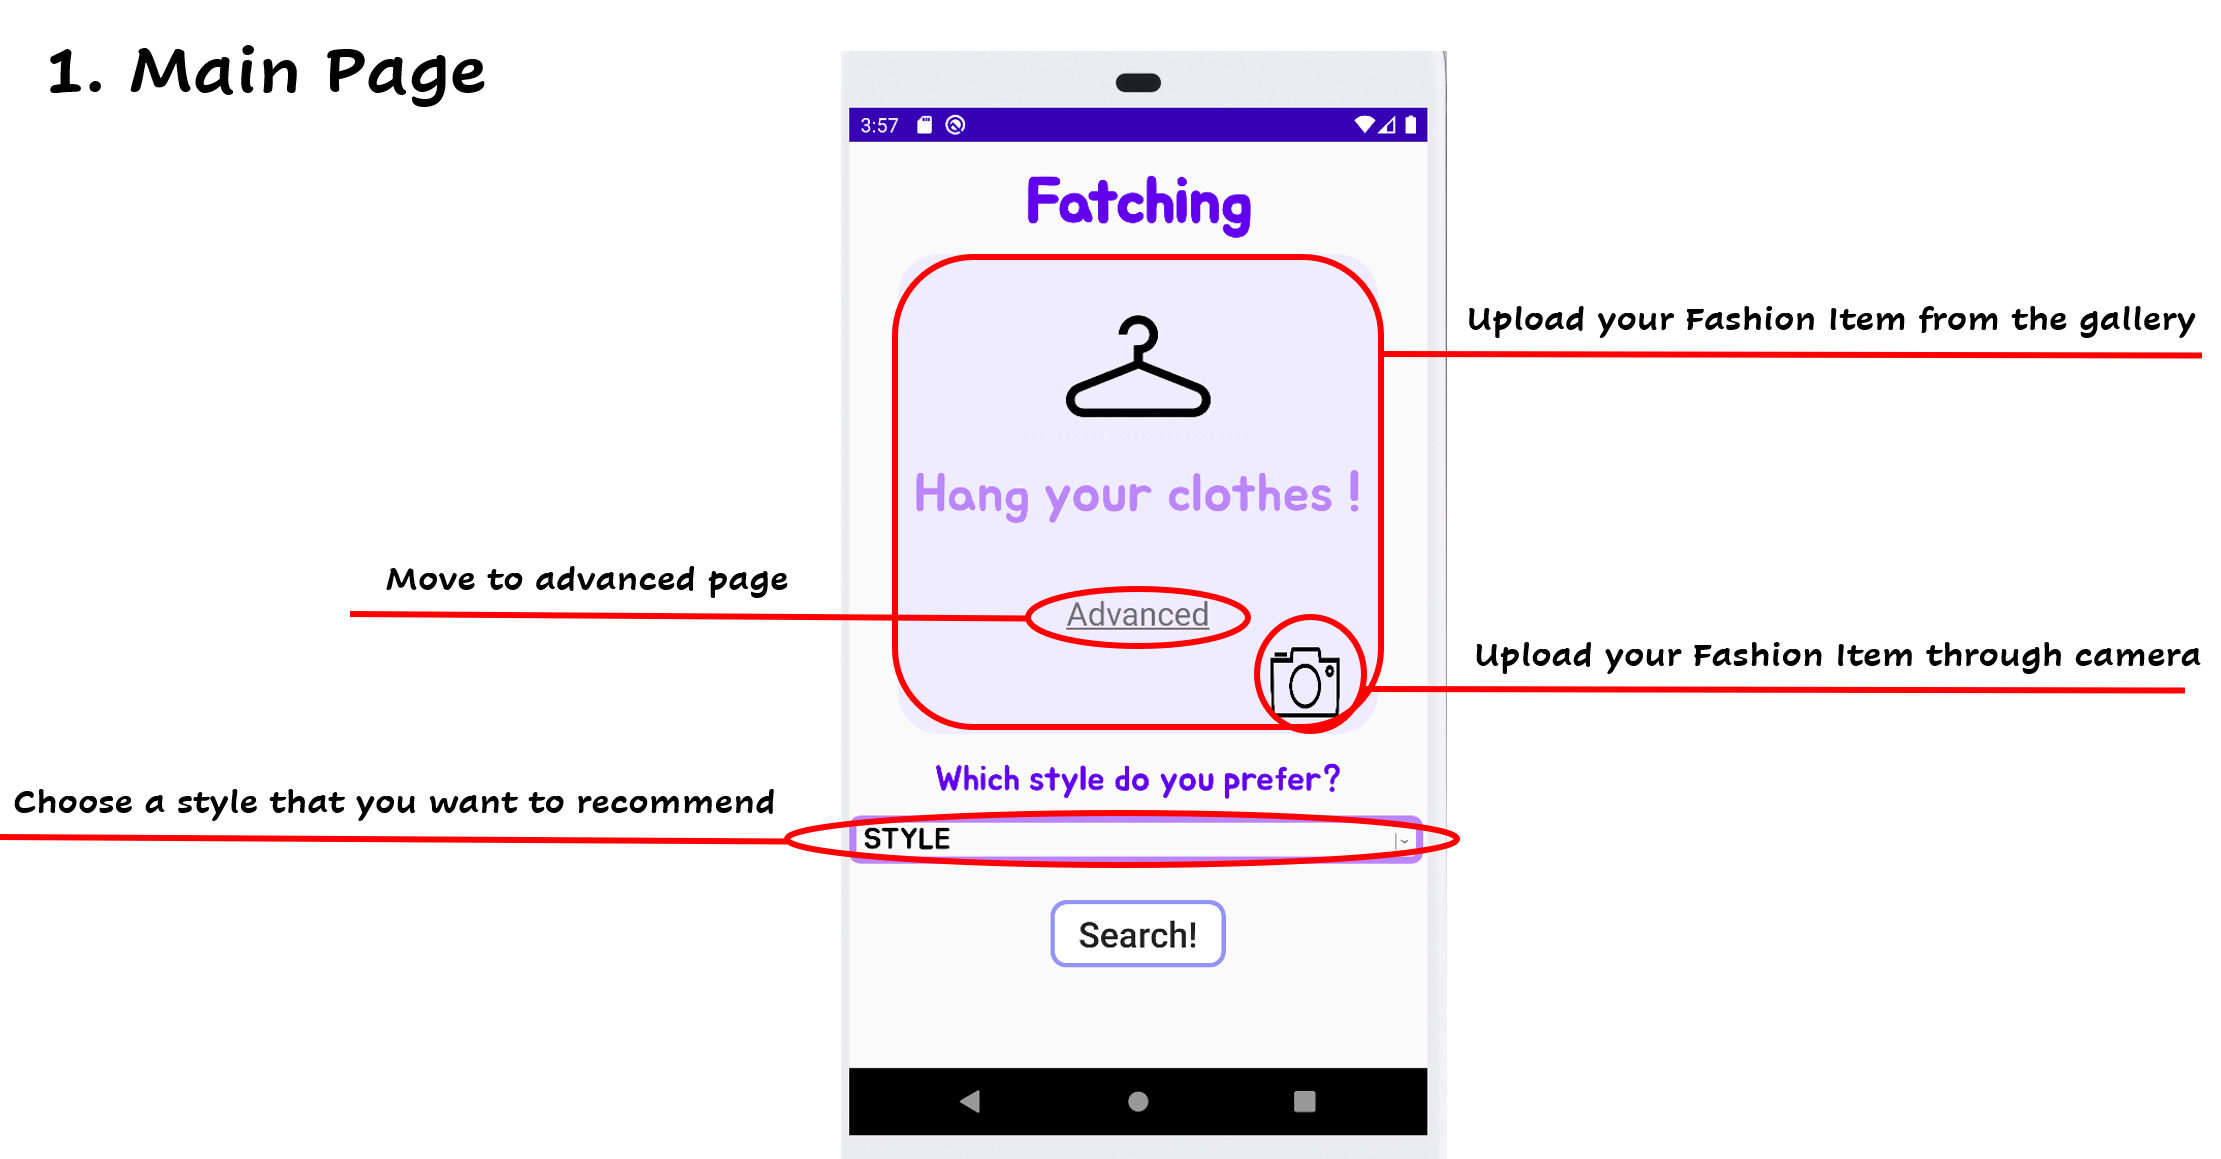 1. Main Page
3:57
Fatching
Upload your Fashion Item from the gallery
Hang your clothes !
Move to advanced page
Advanced
Upload your Fashion Item through camera
Which style do you prefer?
Choose a style that you want to recommend
STYLE
Search!